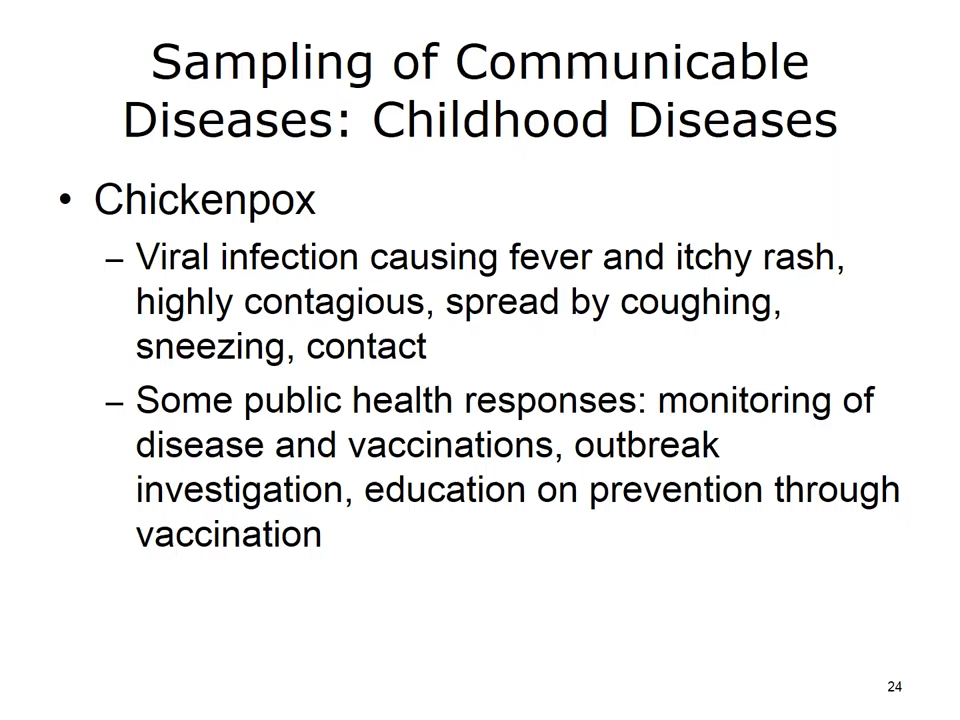 Sampling of Communicable
Diseases: Childhood Diseases
• Chickenpox
– Viral infection causing fever and itchy rash,
highly contagious, spread by coughing,
sneezing, contact
– Some public health responses: monitoring of
disease and vaccinations, outbreak
investigation, education on prevention through
vaccination
24